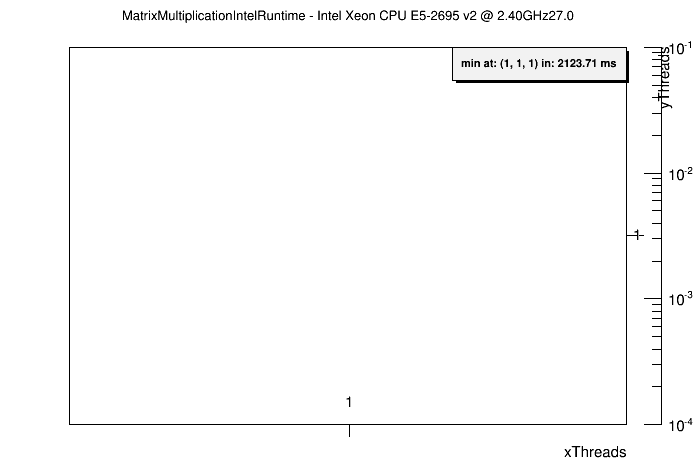 MatrixMultiplicationIntelRuntime - Intel Xeon CPU E5-2695 v2 @ 2.40GHz27.0
min at: (1, 1, 1) in: 2123.71 ms
yThreads
10^-1
10^-2
1
10^-3
1
10^-4
xThreads